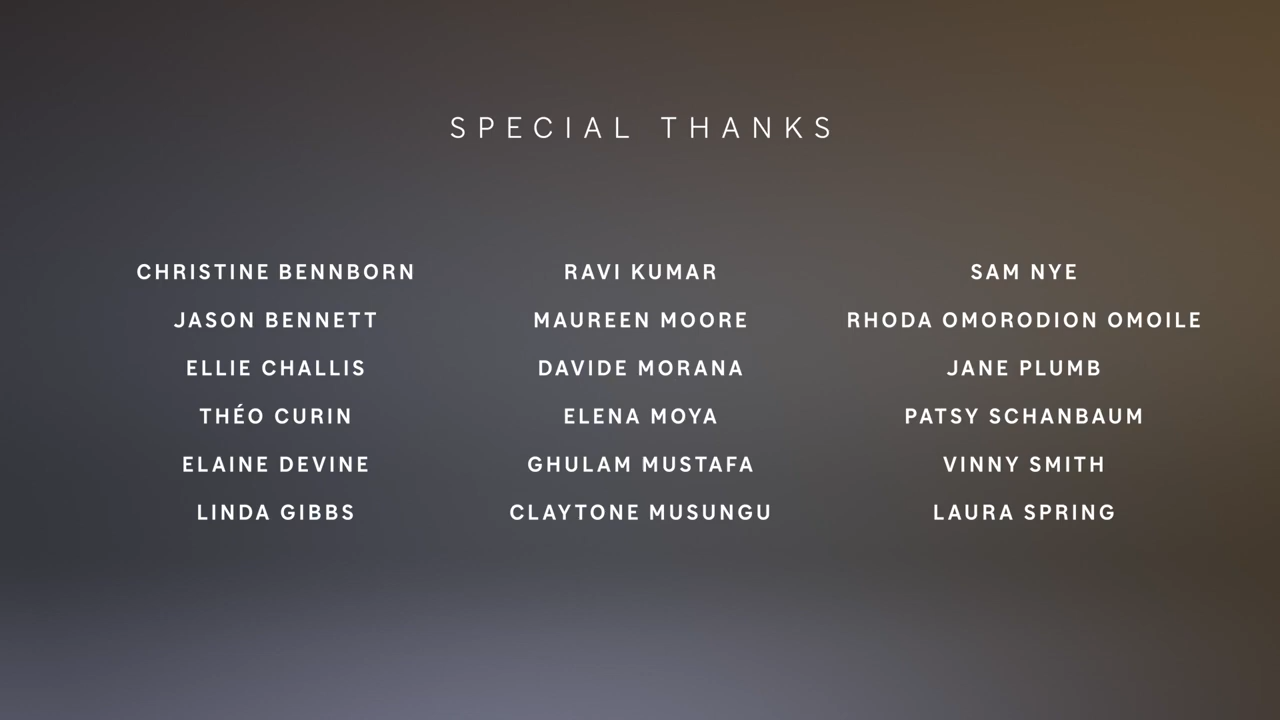 SPECIAL THANKS
CHRISTINE BENNBORN
JASON BENNETT
ELLIE CHALLIS
THÉO CURIN
ELAINE DEVINE
LINDA GIBBS
RAVI KUMAR
MAUREEN MOORE
DAVIDE MORANA
ELENA MOYA
GHULAM MUSTAFA
CLAYTONE MUSUNGU
SAM NYE
RHODA OMORODION OMOILE
JANE PLUMB
PATSY SCHANBAUM
VINNY SMITH
LAURA SPRING